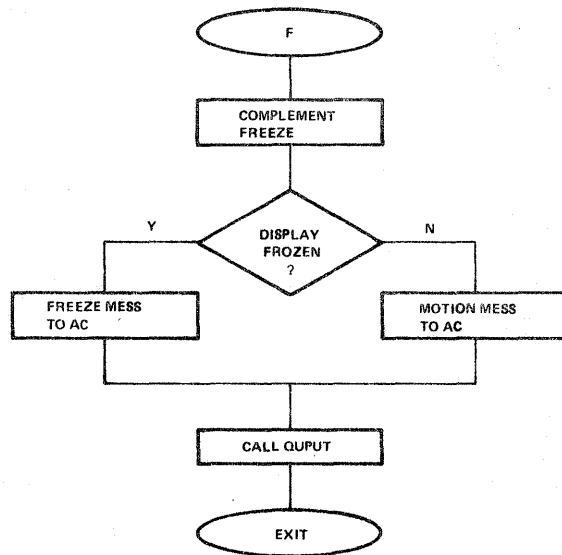 F
COMPLEMENT
FREEZE
DISPLAY
FROZEN
?
Y
N
FREEZE MESS
TO AC
MOTION MESS
TO AC
CALL QUPUT
EXIT